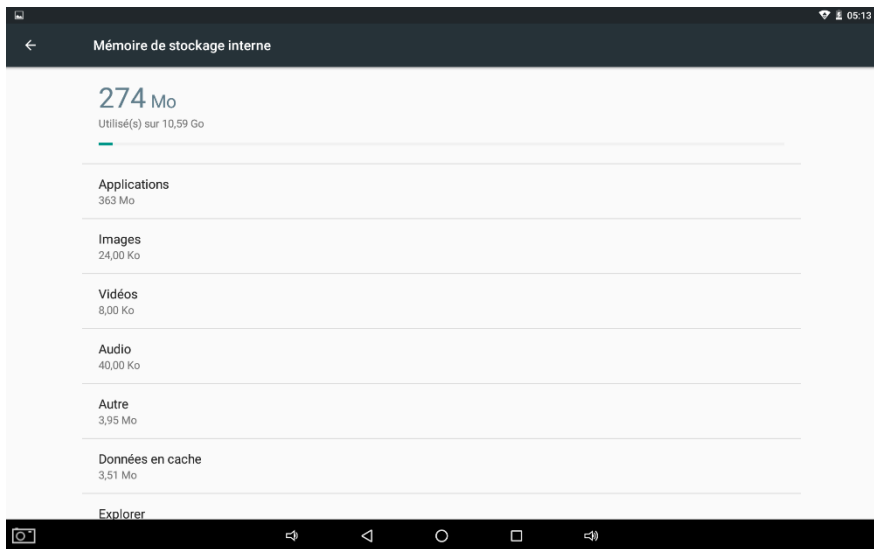 05:13
Mémoire de stockage interne
274 Mo
Utilisé(s) sur 10,59 Go
Applications
363 Mo
Images
24,00 Ko
Vidéos
8,00 Ko
Audio
40,00 Ko
Autre
3,95 Mo
Données en cache
3,51 Mo
Explorer